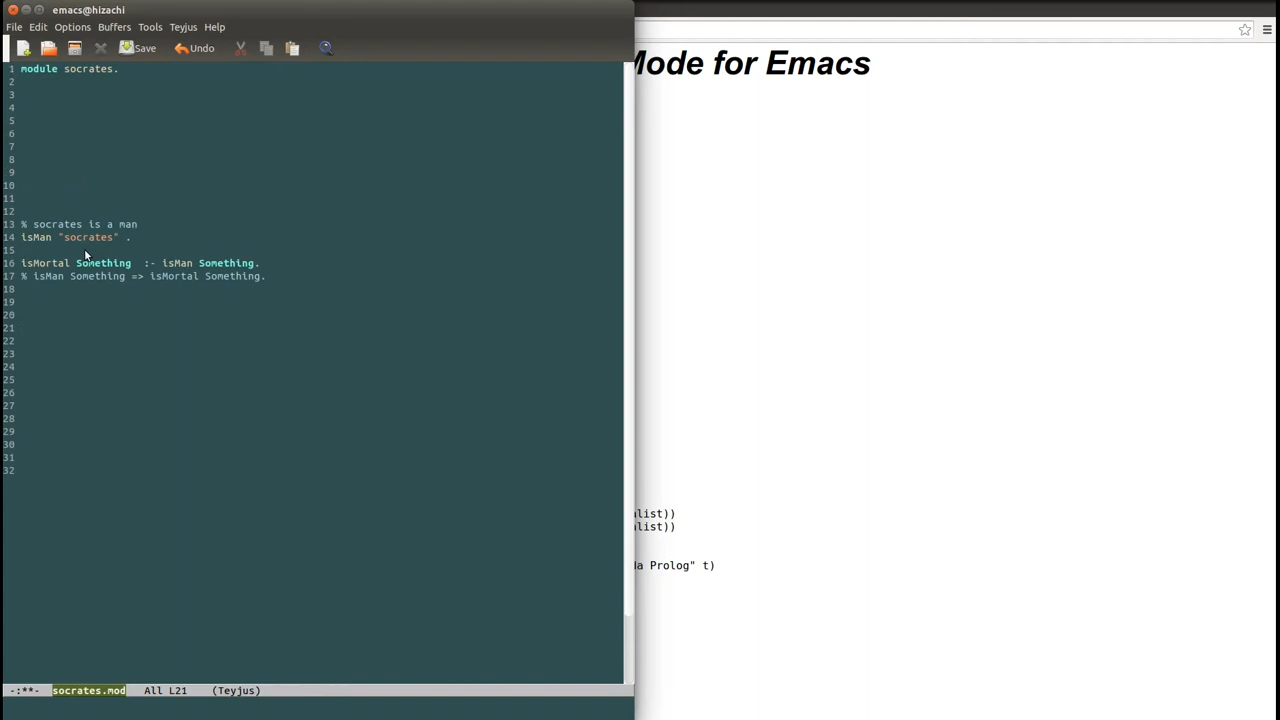 emacs@hizachi
File Edit Options Buffers Tools Teyjus Help
Save Undo
Mode for Emacs
1 module socrates.
2
3
4
5
6
7
8
9
10
11
12
13 % socrates is a man
14 isMan "socrates" .
15
16 isMortal Something :- isMan Something.
17 % isMan Something => isMortal Something.
18
19
20
21
22
23
24
25
26
27
28
29
30
31
32
alist))
alist))
da Prolog" t)
-:**- socrates.mod All L21 (Teyjus)